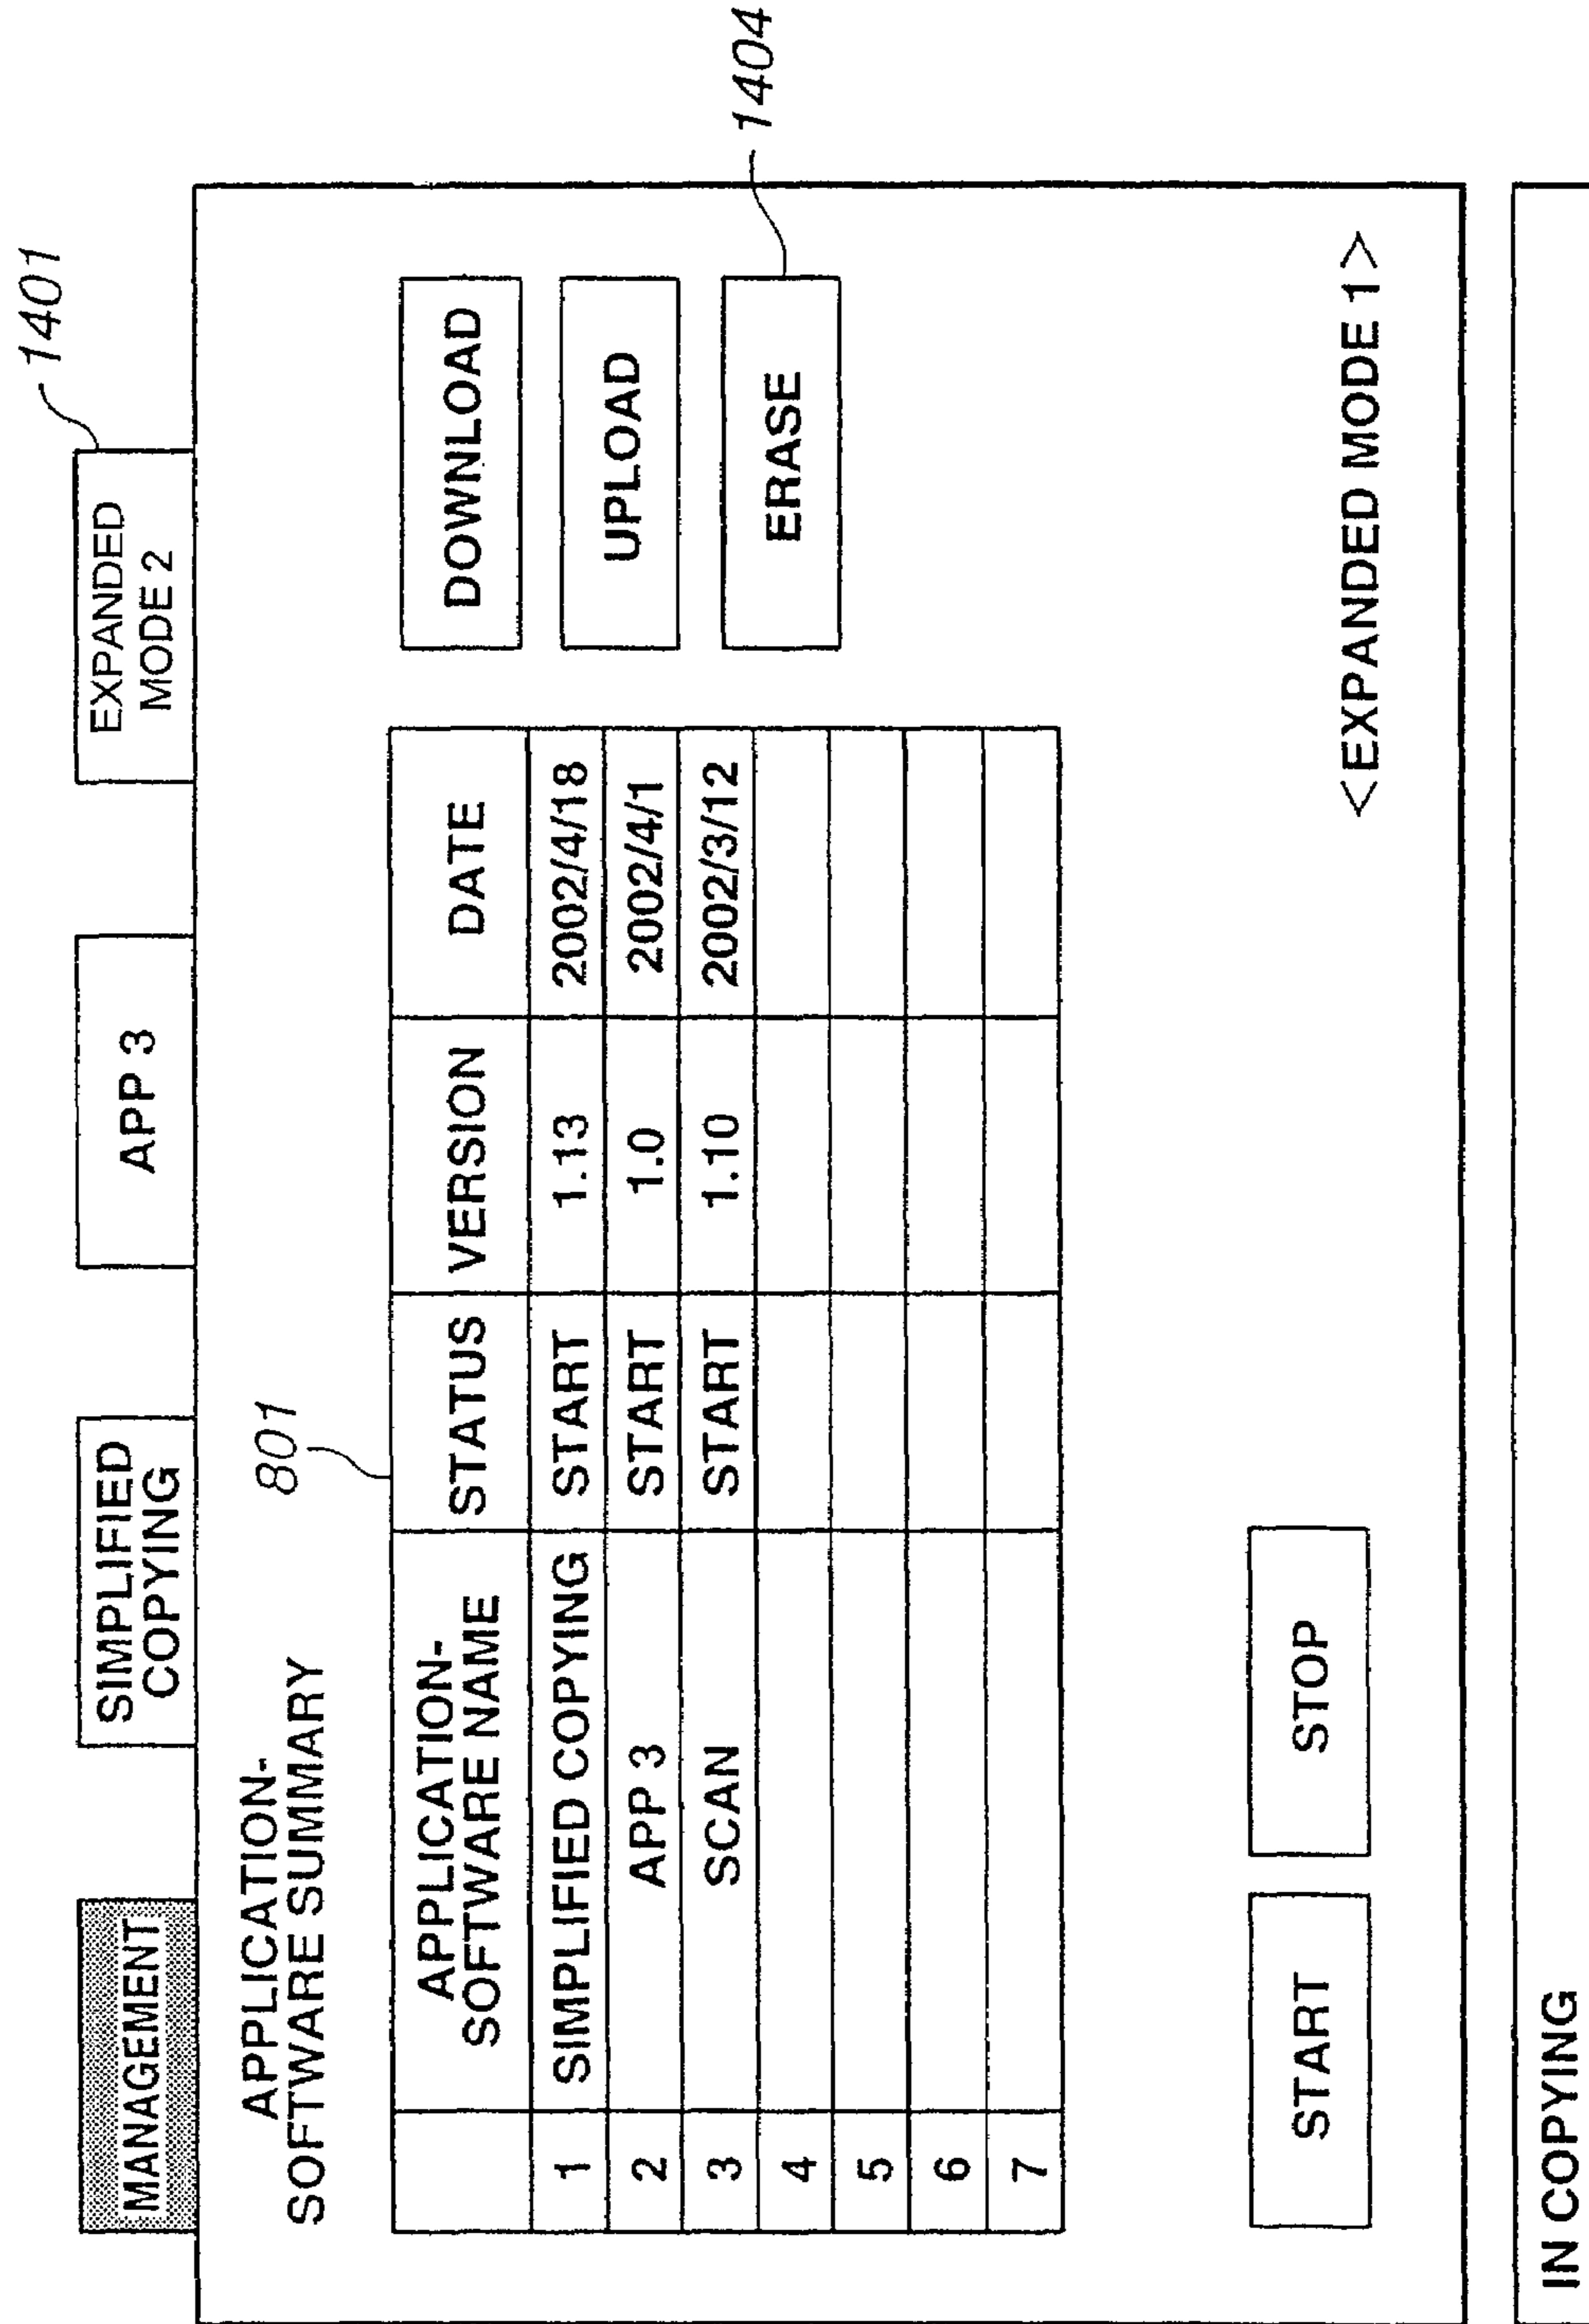 1401
MANAGEMENT
SIMPLIFIED
COPYING
APP 3
EXPANDED
MODE 2
APPLICATION-
SOFTWARE SUMMARY
801
APPLICATION-
SOFTWARE NAME
STATUS
VERSION
DATE
1 SIMPLIFIED COPYING START 1.13 2002/4/18
2 APP 3 START 1.0 2002/4/1
3 SCAN START 1.10 2002/3/12
4
5
6
7
DOWNLOAD
UPLOAD
ERASE
1404
START
STOP
<EXPANDED MODE 1>
IN COPYING